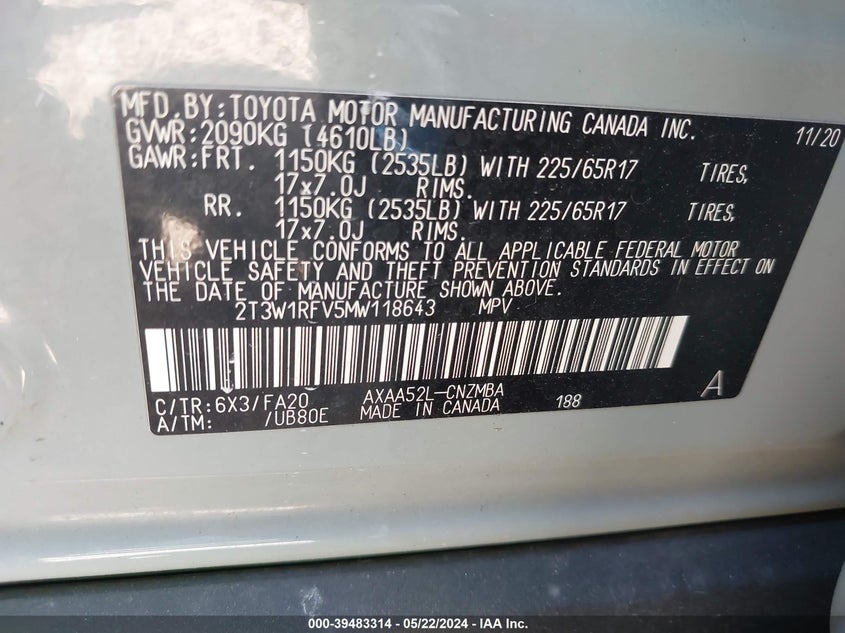 MFD. BY: TOYOTA MOTOR MANUFACTURING CANADA INC. 11/20
GVWR: 2090KG (4610LB)
GAWR: FRT. 1150KG (2535LB) WITH 225/65R17 TIRES,
17x7.0J RIMS.
RR. 1150KG (2535LB) WITH 225/65R17 TIRES,
17x7.0J RIMS.
THIS VEHICLE CONFORMS TO ALL APPLICABLE FEDERAL MOTOR
VEHICLE SAFETY AND THEFT PREVENTION STANDARDS IN EFFECT ON
THE DATE OF MANUFACTURE SHOWN ABOVE.
2T3W1RFV5MW118643 MPV
C/TR: 6X3/FA20 AXAA52L-CNZMBA A
A/TM: /UB80E MADE IN CANADA 188
000-39483314 - 05/22/2024 - IAA Inc.